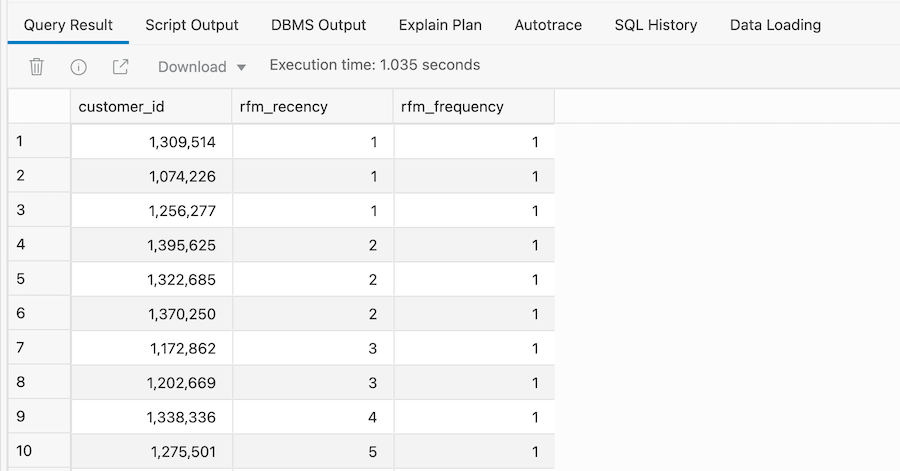 Query Result Script Output DBMS Output Explain Plan Autotrace SQL History Data Loading
Download Execution time: 1.035 seconds
customer_id rfm_recency rfm_frequency
1 1,309,514 1 1
2 1,074,226 1 1
3 1,256,277 1 1
4 1,395,625 2 1
5 1,322,685 2 1
6 1,370,250 2 1
7 1,172,862 3 1
8 1,202,669 3 1
9 1,338,336 4 1
10 1,275,501 5 1